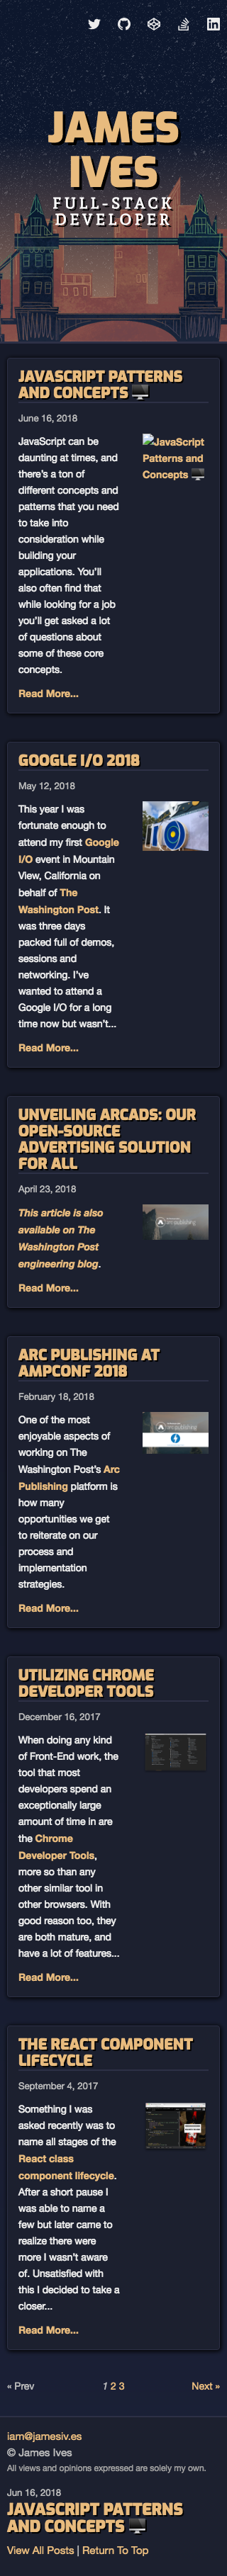 JAMES
IVES
FULL-STACK
DEVELOPER
JAVASCRIPT PATTERNS
AND CONCEPTS 🖥️
June 16, 2018
JavaScript can be
daunting at times, and
there's a ton of
different concepts and
patterns that you need
to take into
consideration while
building your
applications. You'll
also often find that
while looking for a job
you'll get asked a lot
of questions about
some of these core
concepts.
JavaScript
Patterns and
Concepts 🖥️
Read More...
GOOGLE I/O 2018
May 12, 2018
This year I was
fortunate enough to
attend my first Google
I/O event in Mountain
View, California on
behalf of The
Washington Post. It
was three days
packed full of demos,
sessions and
networking. I've
wanted to attend a
Google I/O for a long
time now but wasn't...
Read More...
UNVEILING ARCADS: OUR
OPEN-SOURCE
ADVERTISING SOLUTION
FOR ALL
April 23, 2018
This article is also
available on The
Washington Post
engineering blog.
Read More...
ARC PUBLISHING AT
AMPCONF 2018
February 18, 2018
One of the most
enjoyable aspects of
working on The
Washington Post's Arc
Publishing platform is
how many
opportunities we get
to reiterate on our
process and
implementation
strategies.
Read More...
UTILIZING CHROME
DEVELOPER TOOLS
December 16, 2017
When doing any kind
of Front-End work, the
tool that most
developers spend an
exceptionally large
amount of time in are
the Chrome
Developer Tools,
more so than any
other similar tool in
other browsers. With
good reason too, they
are both mature, and
have a lot of features...
Read More...
THE REACT COMPONENT
LIFECYCLE
September 4, 2017
Something I was
asked recently was to
name all stages of the
React class
component lifecycle.
After a short pause I
was able to name a
few but later came to
realize there were
more I wasn't aware
of. Unsatisfied with
this I decided to take a
closer...
Read More...
« Prev 1 2 3 Next »
iam@jamesiv.es
© James Ives
All views and opinions expressed are solely my own.
Jun 16, 2018
JAVASCRIPT PATTERNS
AND CONCEPTS 🖥️
View All Posts | Return To Top